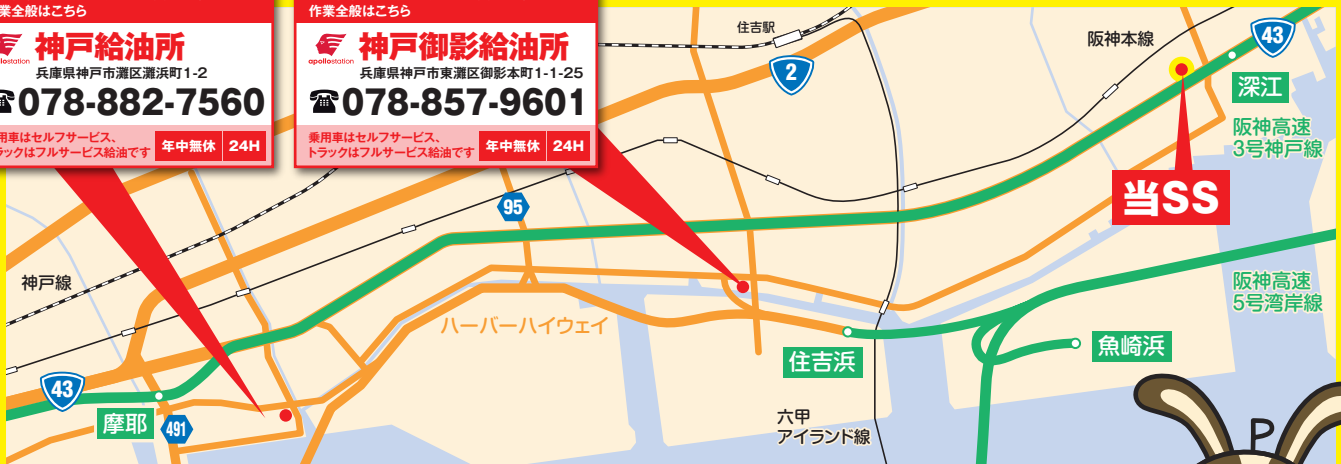 業全般はこちら
apollostation
神戸給油所
兵庫県神戸市灘区灘浜町1-2
☎078-882-7560
用車はセルフサービス、
ラックはフルサービス給油です
年中無休 24H
作業全般はこちら
apollostation
神戸御影給油所
兵庫県神戸市東灘区御影本町1-1-25
☎078-857-9601
乗用車はセルフサービス、
トラックはフルサービス給油です
年中無休 24H
住吉駅
2
阪神本線
43
深江
阪神高速
3号神戸線
当SS
95
神戸線
ハーバーハイウェイ
阪神高速
5号湾岸線
住吉浜
魚崎浜
43
摩耶
491
六甲
アイランド線
P